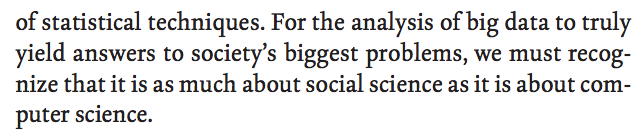 of statistical techniques. For the analysis of big data to truly
yield answers to society’s biggest problems, we must recog-
nize that it is as much about social science as it is about com-
puter science.